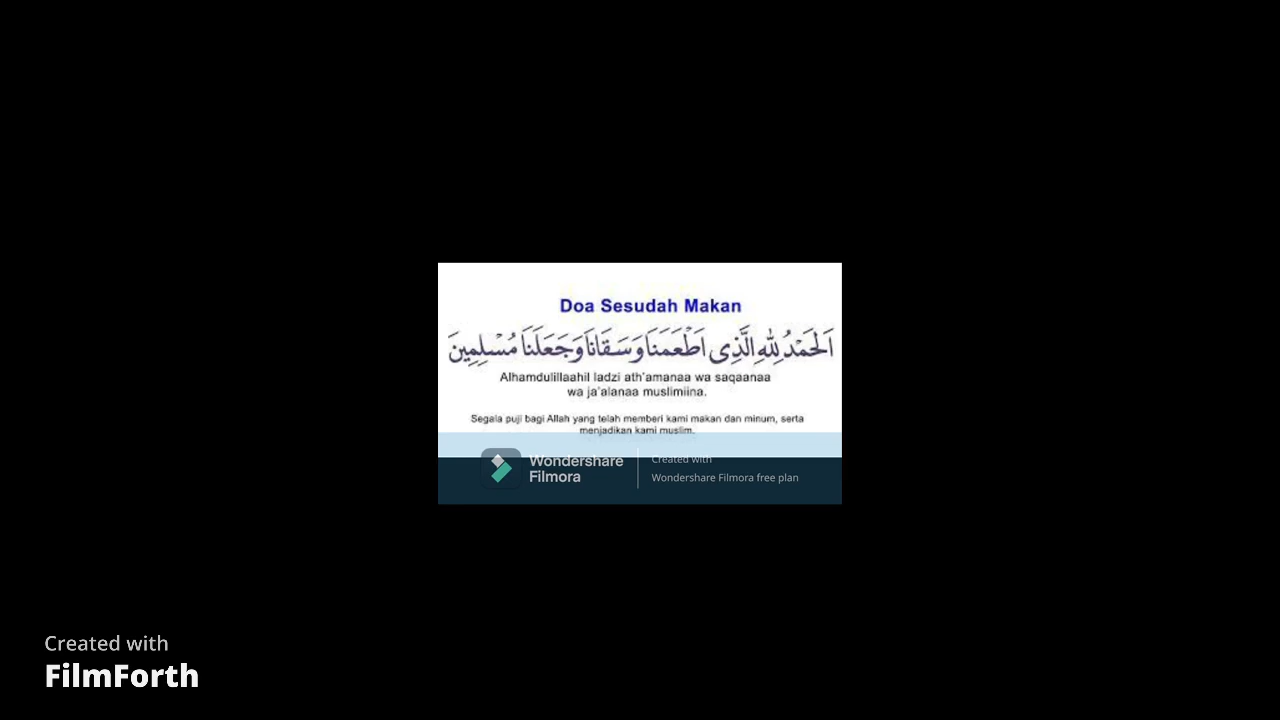 Doa Sesudah Makan
اَلْحَمْدُ لِلّٰهِ الَّذِى اَطْعَمَنَا وَسَقَانَا وَجَعَلَنَا مُسْلِمِيْنَ
Alhamdulillaahil ladzi ath'amanaa wa saqaanaa
wa ja'alanaa muslimiina.
Segala puji bagi Allah yang telah memberi kami makan dan minum, serta
menjadikan kami muslim.
Wondershare
Filmora
Created with
Wondershare Filmora free plan
Created with
FilmForth